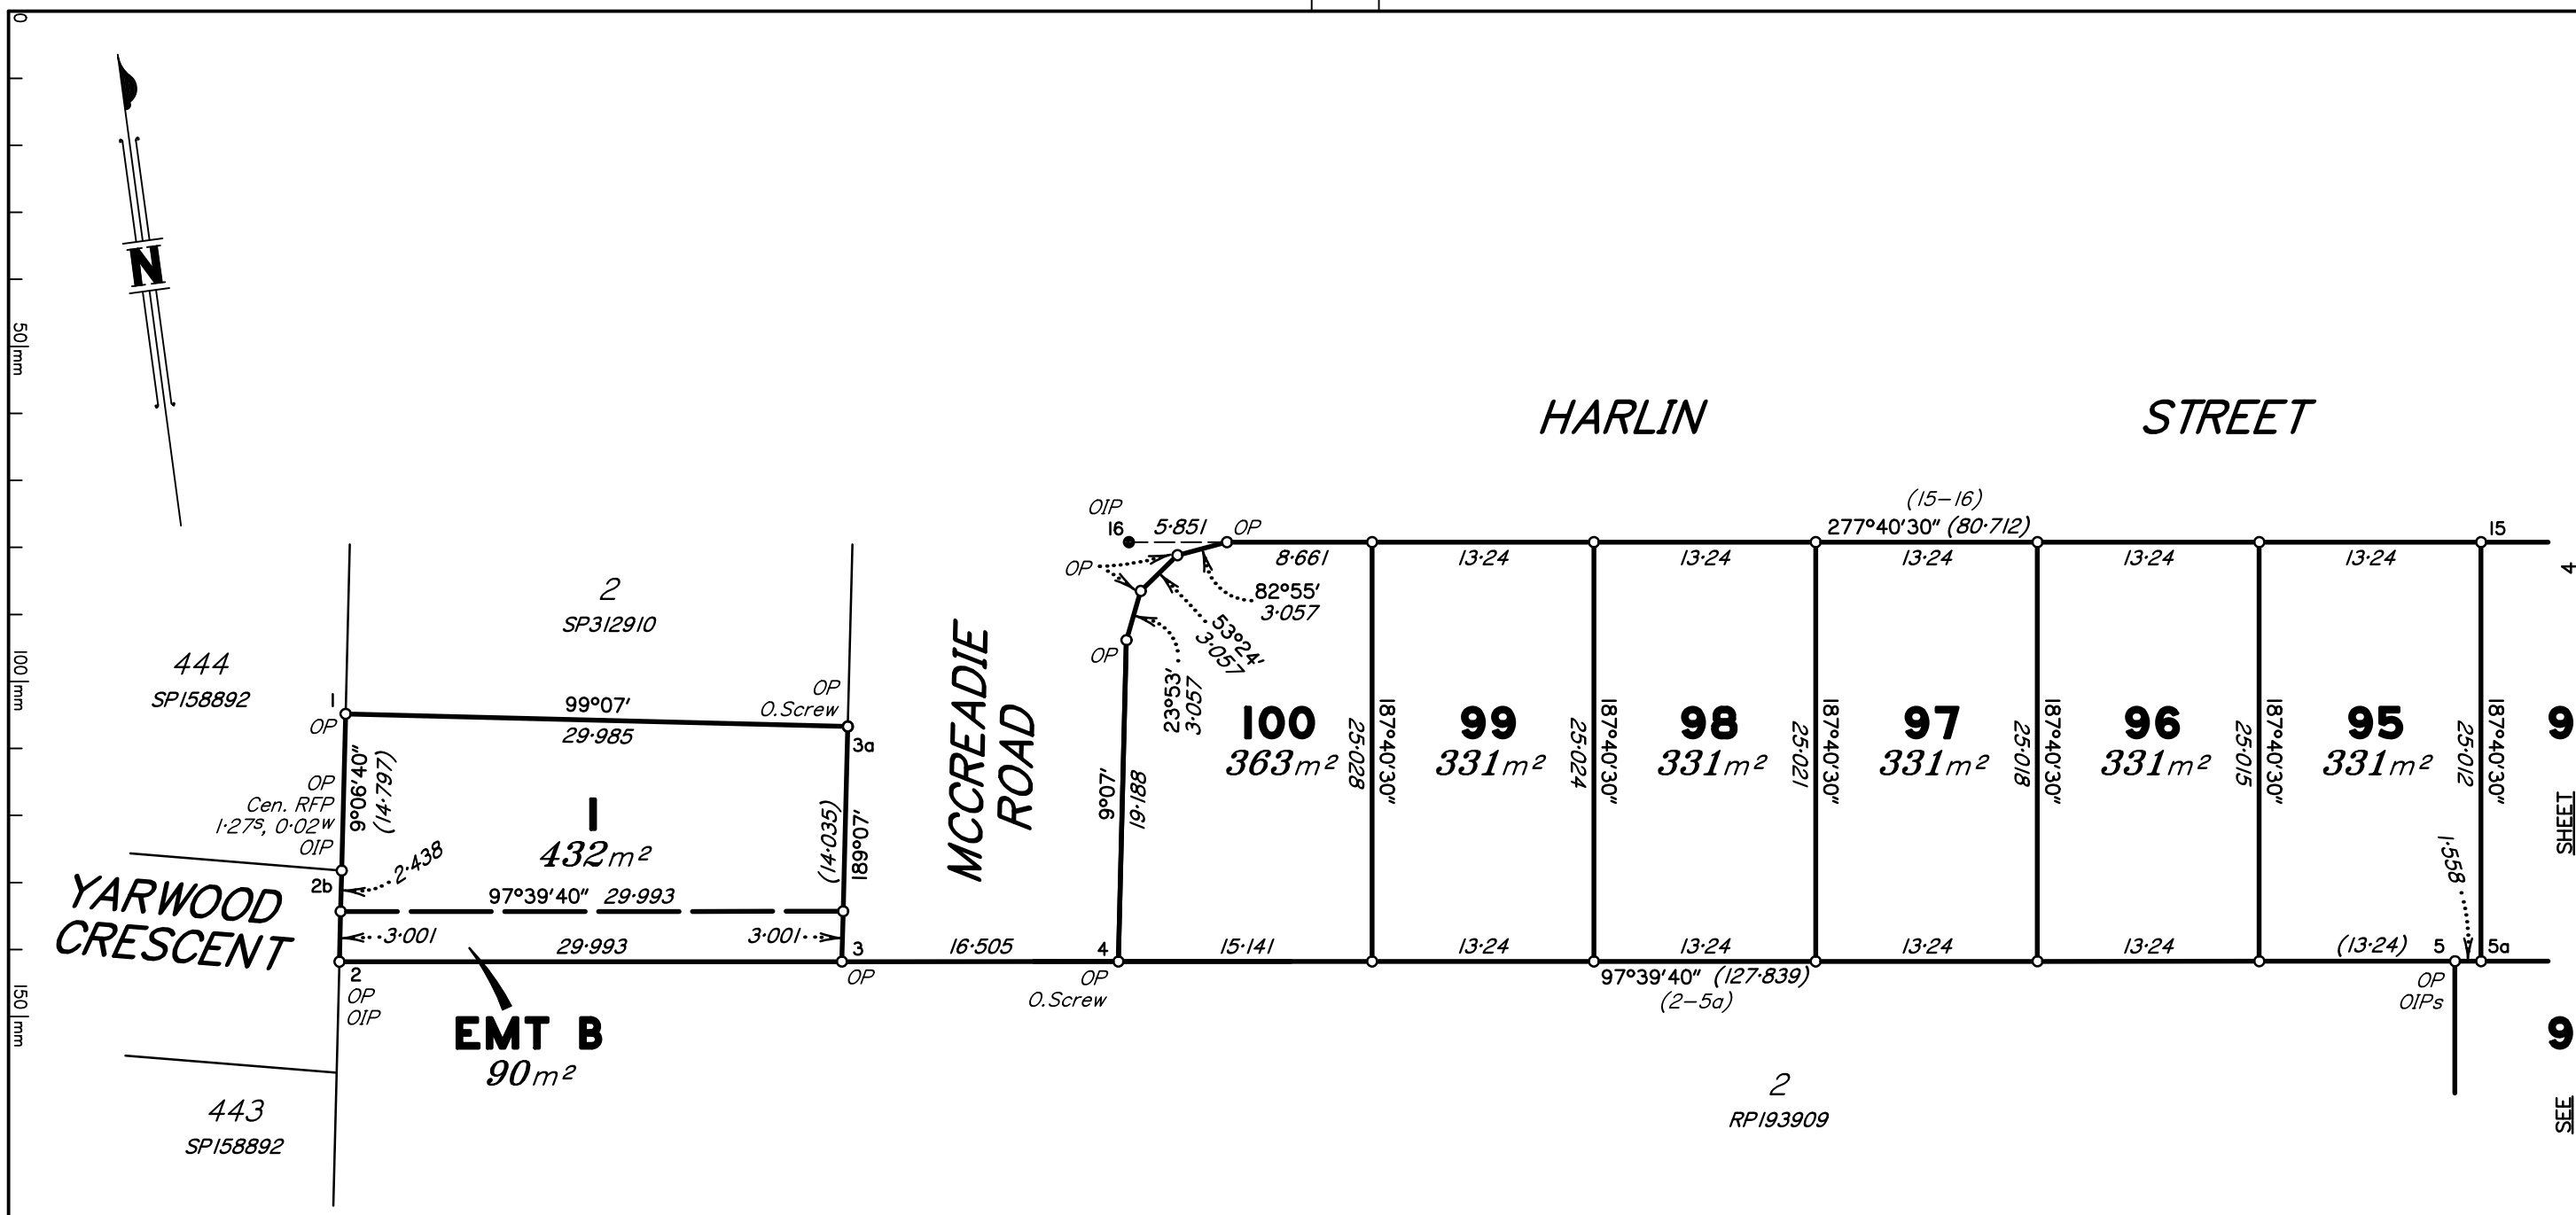 0
50 mm
100 mm
150 mm
N
HARLIN STREET
(15-16)
277°40'30" (80·712)
OIP
16
5·851
OP
15
8·661
13·24
13·24
13·24
13·24
13·24
4
OP
82°55'
3·057
53°24'
3·057
23°53'
3·057
OP
2
SP312910
444
SP158892
MCCREADIE
ROAD
1
OP
99°07'
29·985
OP
O.Screw
3a
9°06'40"
(14·797)
OP
Cen. RFP
1·27S, 0·02W
OIP
2·438
2b
1
432m²
(14·035)
189°07'
97°39'40" 29·993
YARWOOD
CRESCENT
3·001
3·001
29·993
2
OP
OIP
3
OP
16·505
4
OP
O.Screw
9°07'
19·188
100
363m²
25·028
187°40'30"
99
331m²
25·024
187°40'30"
98
331m²
25·021
187°40'30"
97
331m²
25·018
187°40'30"
96
331m²
25·015
187°40'30"
95
331m²
25·012
187°40'30"
9
SHEET
1·558
15·141
13·24
13·24
13·24
13·24
(13·24)
5
5a
97°39'40" (127·839)
(2-5a)
OP
OIPs
EMT B
90m²
9
SEE
443
SP158892
2
RP193909